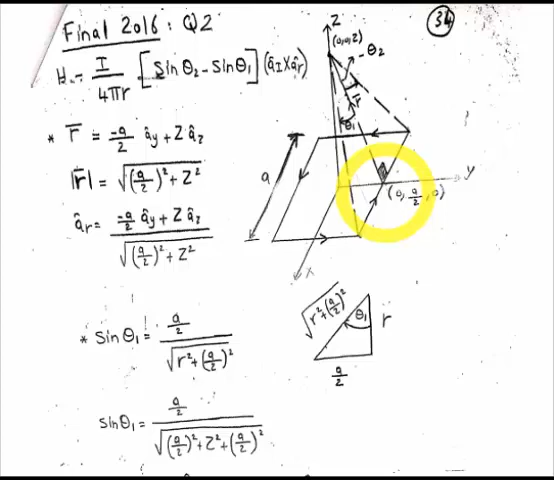 Final 2016 : Q2
34
H = I / 4πr [ Sin θ2 - Sin θ1 ] (âI X âr)
* r̄ = -a/2 ây + Z âz
|r̄| = √((a/2)² + Z²)
âr = (-a/2 ây + Z âz) / √((a/2)² + Z²)
* Sin θ1 = (a/2) / √(r² + (a/2)²)
sin θ1 = (a/2) / √((a/2)² + Z² + (a/2)²)
Z
(0,0,Z)
-θ2
r̄
θ1
a
y
(0, a/2, 0)
x
√(r² + (a/2)²)
θ1
r
a/2